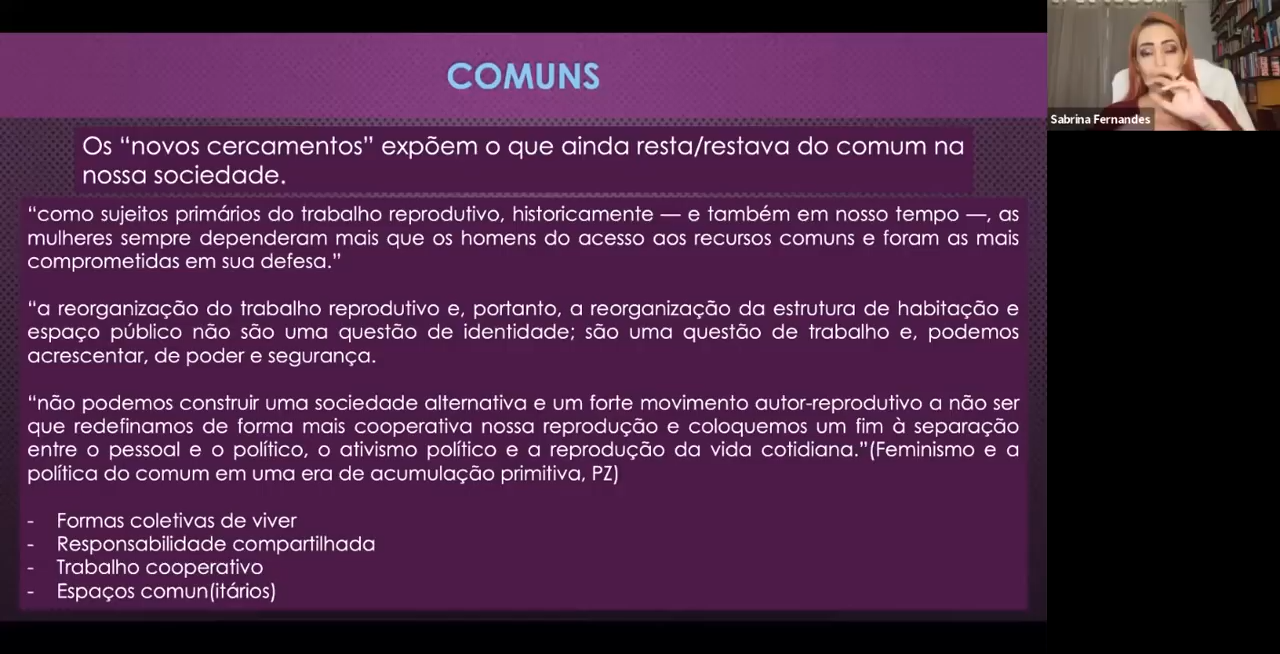 COMUNS
Sabrina Fernandes
Os “novos cercamentos” expõem o que ainda resta/restava do comum na
nossa sociedade.
“como sujeitos primários do trabalho reprodutivo, historicamente — e também em nosso tempo —, as
mulheres sempre dependeram mais que os homens do acesso aos recursos comuns e foram as mais
comprometidas em sua defesa.”
“a reorganização do trabalho reprodutivo e, portanto, a reorganização da estrutura de habitação e
espaço público não são uma questão de identidade; são uma questão de trabalho e, podemos
acrescentar, de poder e segurança.
“não podemos construir uma sociedade alternativa e um forte movimento autor-reprodutivo a não ser
que redefinamos de forma mais cooperativa nossa reprodução e coloquemos um fim à separação
entre o pessoal e o político, o ativismo político e a reprodução da vida cotidiana.”(Feminismo e a
política do comum em uma era de acumulação primitiva, PZ)
- Formas coletivas de viver
- Responsabilidade compartilhada
- Trabalho cooperativo
- Espaços comun(itários)